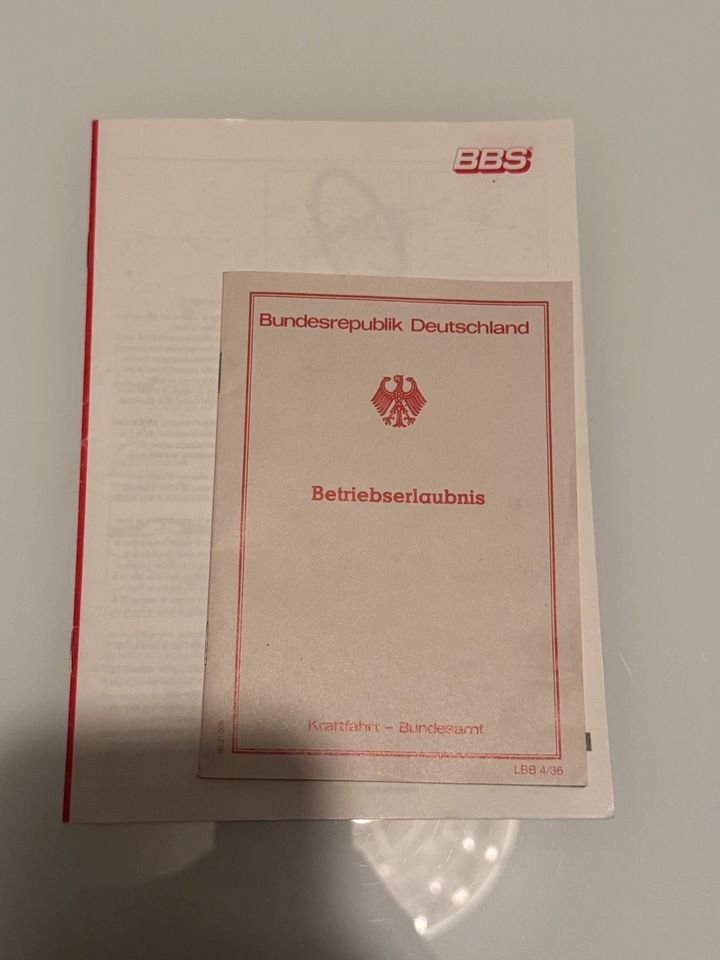 BBS
Bundesrepublik Deutschland
Betriebserlaubnis
Kraftfahrt – Bundesamt
LBB 4/36